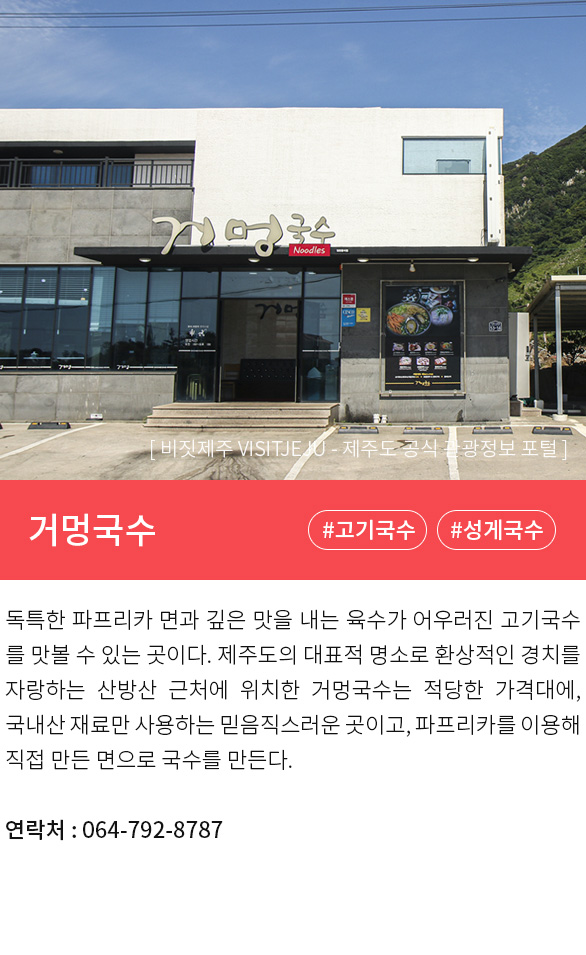 거멍국수
Noodles
[ 비짓제주 VISITJEJU - 제주도 공식 관광정보 포털 ]
거멍국수
#고기국수 #성게국수
독특한 파프리카 면과 깊은 맛을 내는 육수가 어우러진 고기국수
를 맛볼 수 있는 곳이다. 제주도의 대표적 명소로 환상적인 경치를
자랑하는 산방산 근처에 위치한 거멍국수는 적당한 가격대에,
국내산 재료만 사용하는 믿음직스러운 곳이고, 파프리카를 이용해
직접 만든 면으로 국수를 만든다.
연락처 : 064-792-8787